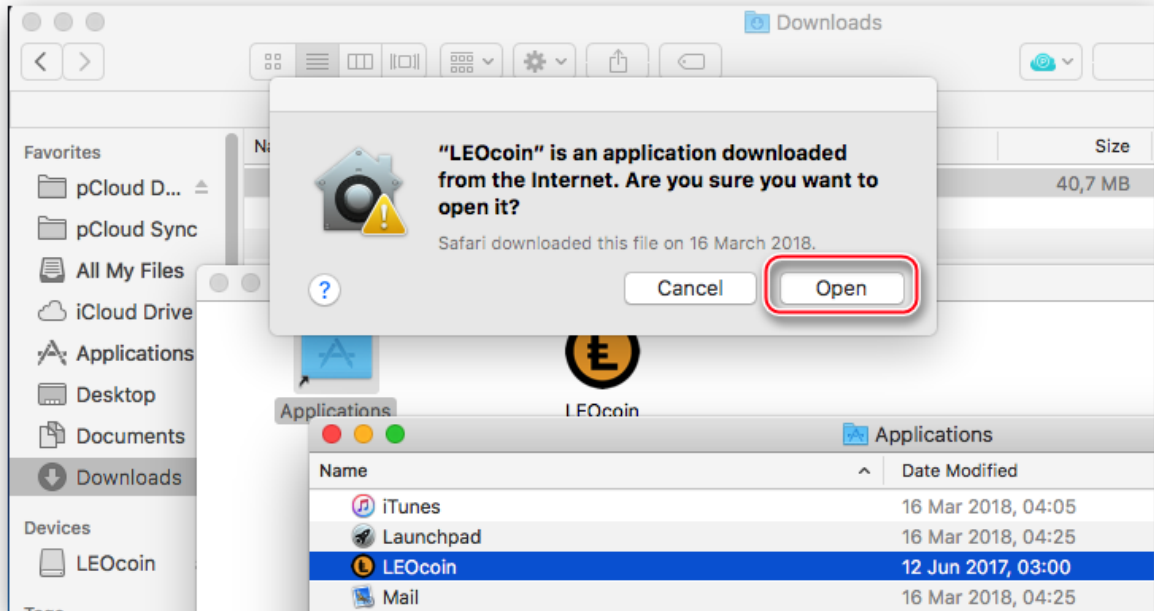 Downloads
Favorites
pCloud D...
pCloud Sync
All My Files
iCloud Drive
Applications
Desktop
Documents
Downloads
Devices
LEOcoin
Size
40,7 MB
“LEOcoin” is an application downloaded
from the Internet. Are you sure you want to
open it?
Safari downloaded this file on 16 March 2018.
?
Cancel
Open
Applications
LEOcoin
Applications
Name
Date Modified
iTunes
16 Mar 2018, 04:05
Launchpad
16 Mar 2018, 04:25
LEOcoin
12 Jun 2017, 03:00
Mail
16 Mar 2018, 04:25